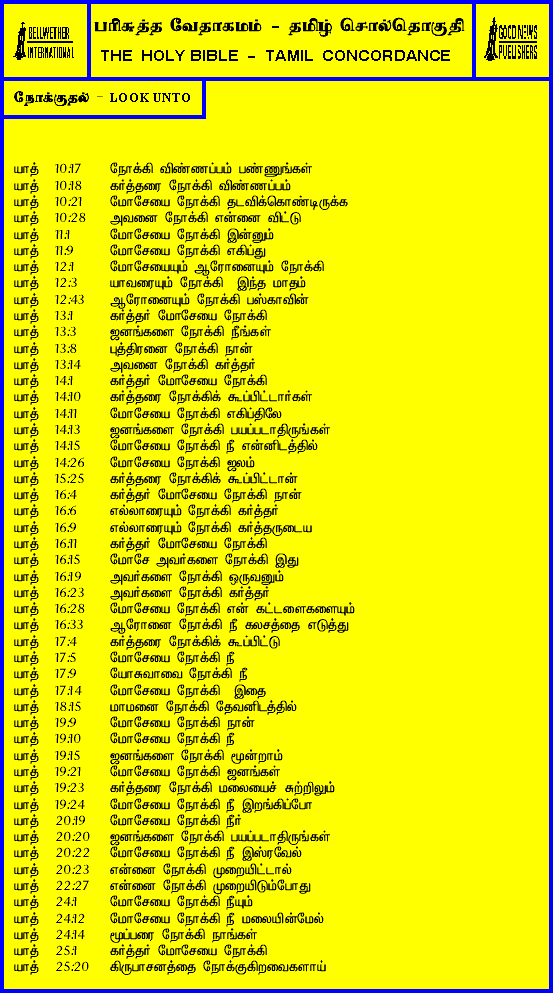 BELLWETHER
INTERNATIONAL
பரிசுத்த வேதாகமம் - தமிழ் சொல்தொகுதி
THE HOLY BIBLE - TAMIL CONCORDANCE
GOOD NEWS
PUBLISHERS
நோக்குதல் - LOOK UNTO
யாத் 10:17 நோக்கி விண்ணப்பம் பண்ணுங்கள்
யாத் 10:18 கர்த்தரை நோக்கி விண்ணப்பம்
யாத் 10:21 மோசேயை நோக்கி தடவிக்கொண்டிருக்க
யாத் 10:28 அவனை நோக்கி என்னை விட்டு
யாத் 11:1 மோசேயை நோக்கி இன்னும்
யாத் 11:9 மோசேயை நோக்கி எகிப்து
யாத் 12:1 மோசேயையும் ஆரோனையும் நோக்கி
யாத் 12:3 யாவரையும் நோக்கி இந்த மாதம்
யாத் 12:43 ஆரோனையும் நோக்கி பஸ்காவின்
யாத் 13:1 கர்த்தர் மோசேயை நோக்கி
யாத் 13:3 ஜனங்களை நோக்கி நீங்கள்
யாத் 13:8 புத்திரனை நோக்கி நான்
யாத் 13:14 அவனை நோக்கி கர்த்தர்
யாத் 14:1 கர்த்தர் மோசேயை நோக்கி
யாத் 14:10 கர்த்தரை நோக்கிக் கூப்பிட்டார்கள்
யாத் 14:11 மோசேயை நோக்கி எகிப்திலே
யாத் 14:13 ஜனங்களை நோக்கி பயப்படாதிருங்கள்
யாத் 14:15 மோசேயை நோக்கி நீ என்னிடத்தில்
யாத் 14:26 மோசேயை நோக்கி ஜலம்
யாத் 15:25 கர்த்தரை நோக்கிக் கூப்பிட்டான்
யாத் 16:4 கர்த்தர் மோசேயை நோக்கி நான்
யாத் 16:6 எல்லாரையும் நோக்கி கர்த்தர்
யாத் 16:9 எல்லாரையும் நோக்கி கர்த்தருடைய
யாத் 16:11 கர்த்தர் மோசேயை நோக்கி
யாத் 16:15 மோசே அவர்களை நோக்கி இது
யாத் 16:19 அவர்களை நோக்கி ஒருவனும்
யாத் 16:23 அவர்களை நோக்கி கர்த்தர்
யாத் 16:28 மோசேயை நோக்கி என் கட்டளைகளையும்
யாத் 16:33 ஆரோனை நோக்கி நீ கலசத்தை எடுத்து
யாத் 17:4 கர்த்தரை நோக்கிக் கூப்பிட்டு
யாத் 17:5 மோசேயை நோக்கி நீ
யாத் 17:9 யோசுவாவை நோக்கி நீ
யாத் 17:14 மோசேயை நோக்கி இதை
யாத் 18:15 மாமனை நோக்கி தேவனிடத்தில்
யாத் 19:9 மோசேயை நோக்கி நான்
யாத் 19:10 மோசேயை நோக்கி நீ
யாத் 19:15 ஜனங்களை நோக்கி மூன்றாம்
யாத் 19:21 மோசேயை நோக்கி ஜனங்கள்
யாத் 19:23 கர்த்தரை நோக்கி மலையைச் சுற்றிலும்
யாத் 19:24 மோசேயை நோக்கி நீ இறங்கிப்போ
யாத் 20:19 மோசேயை நோக்கி நீர்
யாத் 20:20 ஜனங்களை நோக்கி பயப்படாதிருங்கள்
யாத் 20:22 மோசேயை நோக்கி நீ இஸ்ரவேல்
யாத் 20:23 என்னை நோக்கி முறையிட்டால்
யாத் 22:27 என்னை நோக்கி முறையிடும்போது
யாத் 24:1 மோசேயை நோக்கி நீயும்
யாத் 24:12 மோசேயை நோக்கி நீ மலையின்மேல்
யாத் 24:14 மூப்பரை நோக்கி நாங்கள்
யாத் 25:1 கர்த்தர் மோசேயை நோக்கி
யாத் 25:20 கிருபாசனத்தை நோக்குகிறவைகளாய்